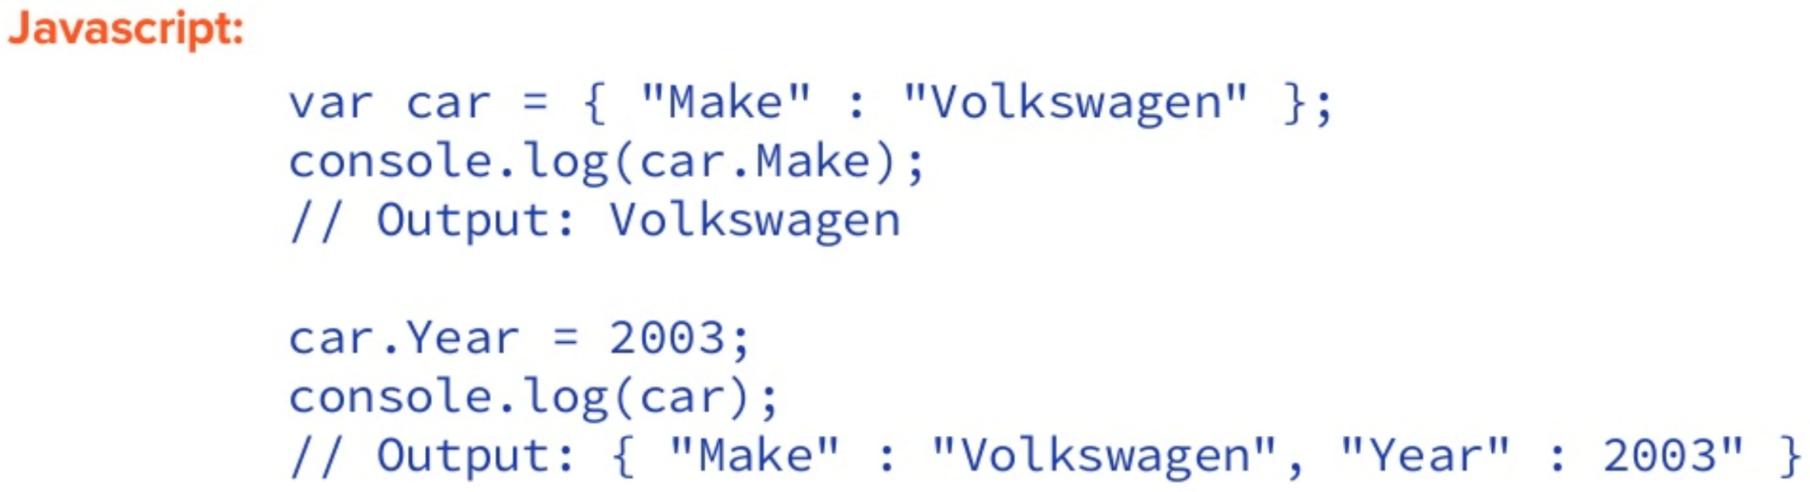 Javascript:
var car = { "Make" : "Volkswagen" };
console.log(car.Make);
// Output: Volkswagen
car.Year = 2003;
console.log(car);
// Output: { "Make" : "Volkswagen", "Year" : 2003" }